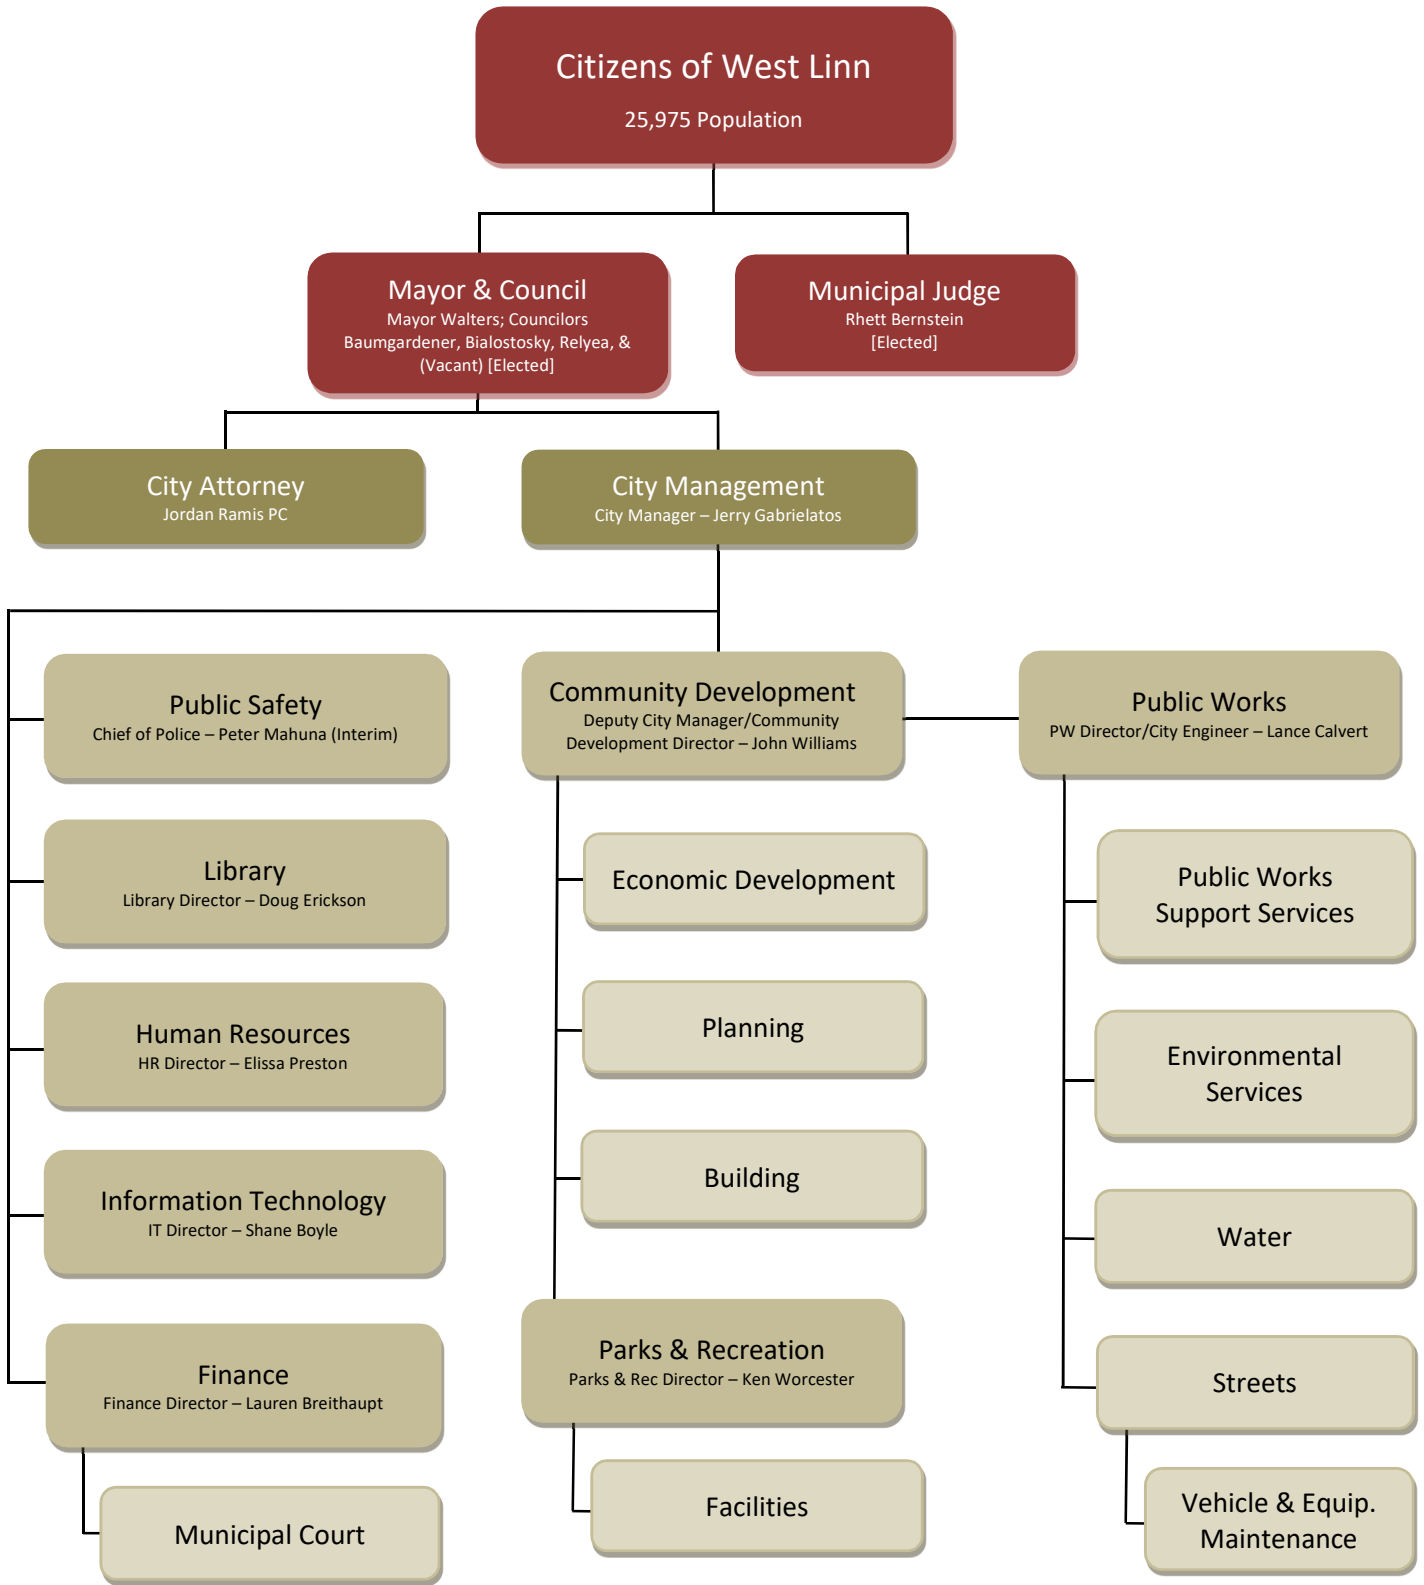 Citizens of West Linn
25,975 Population
Mayor & Council
Mayor Walters; Councilors
Baumgardener, Bialostosky, Relyea, &
(Vacant) [Elected]
Municipal Judge
Rhett Bernstein
[Elected]
City Attorney
Jordan Ramis PC
City Management
City Manager – Jerry Gabrielatos
Public Safety
Chief of Police – Peter Mahuna (Interim)
Library
Library Director – Doug Erickson
Human Resources
HR Director – Elissa Preston
Information Technology
IT Director – Shane Boyle
Finance
Finance Director – Lauren Breithaupt
Municipal Court
Community Development
Deputy City Manager/Community
Development Director – John Williams
Economic Development
Planning
Building
Parks & Recreation
Parks & Rec Director – Ken Worcester
Facilities
Public Works
PW Director/City Engineer – Lance Calvert
Public Works
Support Services
Environmental
Services
Water
Streets
Vehicle & Equip.
Maintenance